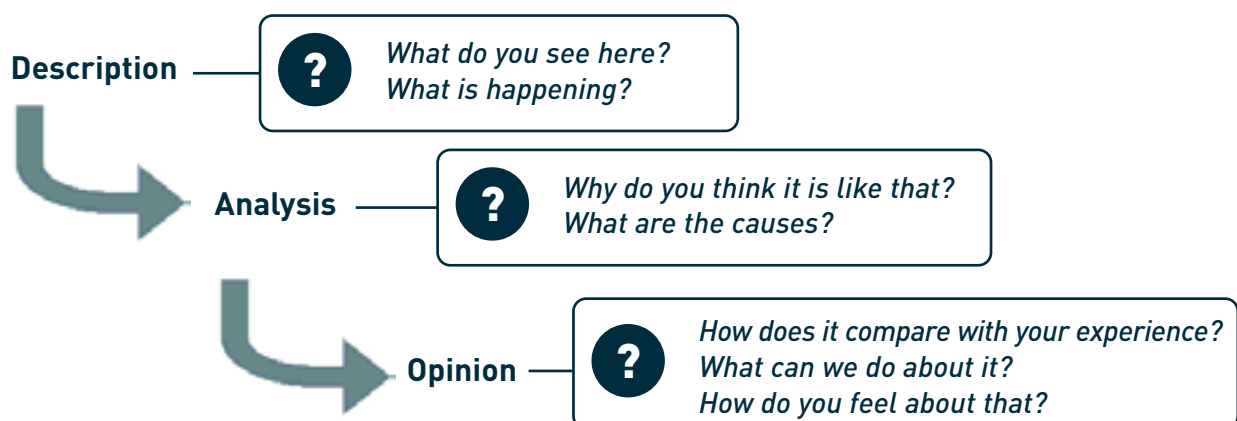 Description
?
What do you see here?
What is happening?
Analysis
?
Why do you think it is like that?
What are the causes?
Opinion
?
How does it compare with your experience?
What can we do about it?
How do you feel about that?